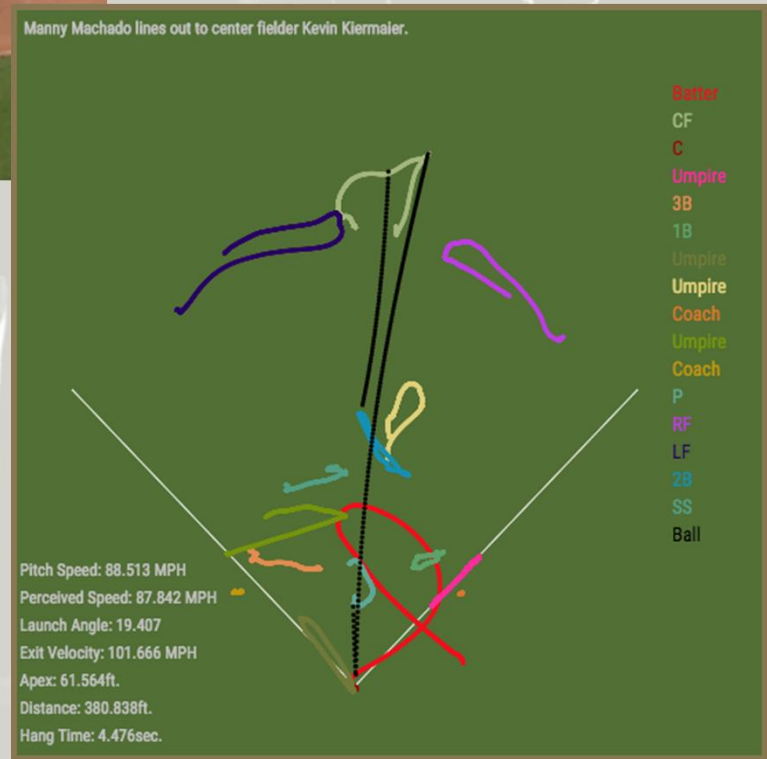 Manny Machado lines out to center fielder Kevin Kiermaier.
Batter
CF
C
Umpire
3B
1B
Umpire
Umpire
Coach
Umpire
Coach
P
RF
LF
2B
SS
Ball
Pitch Speed: 88.513 MPH
Perceived Speed: 87.842 MPH
Launch Angle: 19.407
Exit Velocity: 101.666 MPH
Apex: 61.564ft.
Distance: 380.838ft.
Hang Time: 4.476sec.